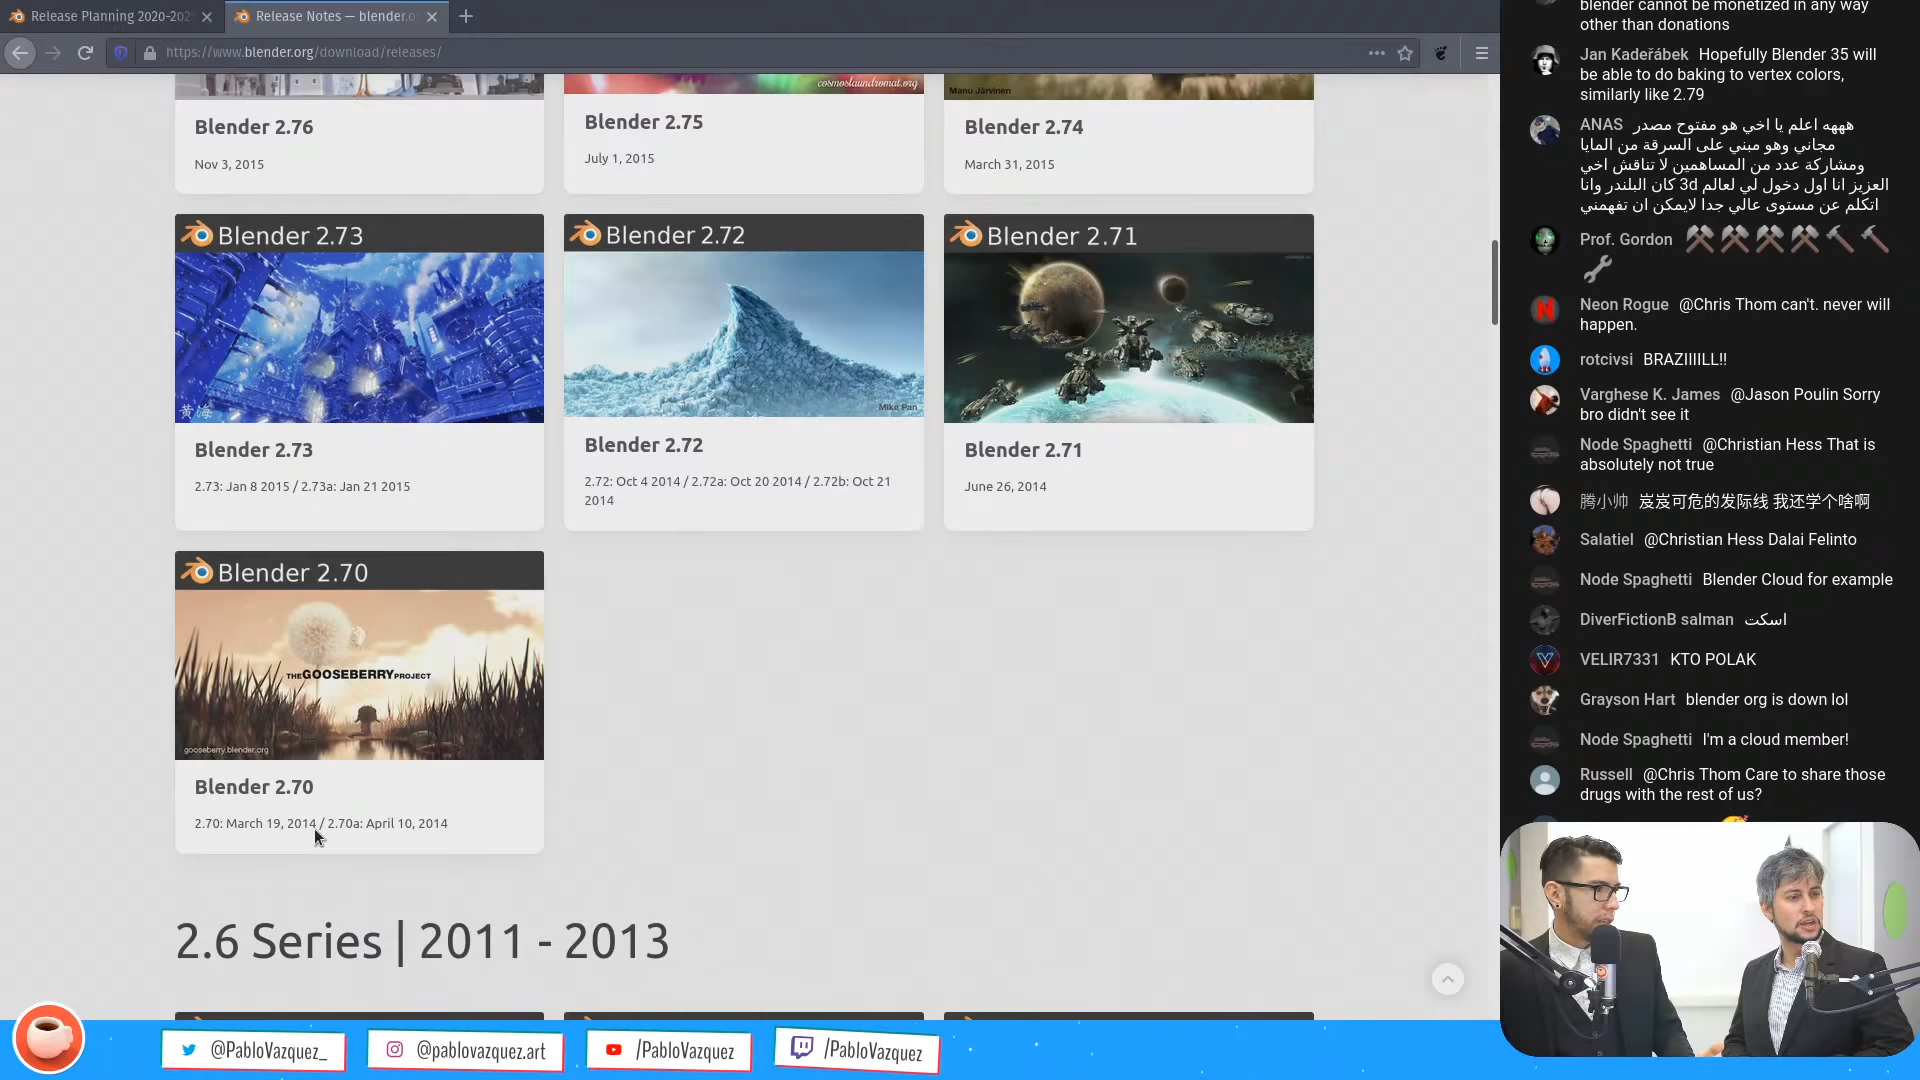 Release Planning 2020-202
Release Notes — blender.o
https://www.blender.org/download/releases/
cosmoslaundromat.org
Manu Järvinen
Blender 2.76
Nov 3, 2015
Blender 2.75
July 1, 2015
Blender 2.74
March 31, 2015
Blender 2.73
黄海
Blender 2.73
2.73: Jan 8 2015 / 2.73a: Jan 21 2015
Blender 2.72
Mike Pan
Blender 2.72
2.72: Oct 4 2014 / 2.72a: Oct 20 2014 / 2.72b: Oct 21
2014
Blender 2.71
Blender 2.71
June 26, 2014
Blender 2.70
THEGOOSEBERRYPROJECT
gooseberry.blender.org
Blender 2.70
2.70: March 19, 2014 / 2.70a: April 10, 2014
2.6 Series | 2011 - 2013
blender cannot be monetized in any way
other than donations
Jan Kadeřábek Hopefully Blender 35 will
be able to do baking to vertex colors,
similarly like 2.79
ANAS هههه اعلم يا اخي هو مفتوح مصدر
مجاني وهو مبني على السرقة من المايا
ومشاركة عدد من المساهمين لا تناقش اخي
العزيز انا اول دخول لي لعالم 3d كان البلندر وانا
اتكلم عن مستوى عالي جدا لايمكن ان تفهمني
Prof. Gordon
Neon Rogue @Chris Thom can't. never will
happen.
rotcivsi BRAZIIIILL!!
Varghese K. James @Jason Poulin Sorry
bro didn't see it
Node Spaghetti @Christian Hess That is
absolutely not true
腾小帅 岌岌可危的发际线 我还学个啥啊
Salatiel @Christian Hess Dalai Felinto
Node Spaghetti Blender Cloud for example
DiverFictionB salman اسكت
VELIR7331 KTO POLAK
Grayson Hart blender org is down lol
Node Spaghetti I'm a cloud member!
Russell @Chris Thom Care to share those
drugs with the rest of us?
@PabloVazquez_
@pablovazquez.art
/PabloVazquez
/PabloVazquez